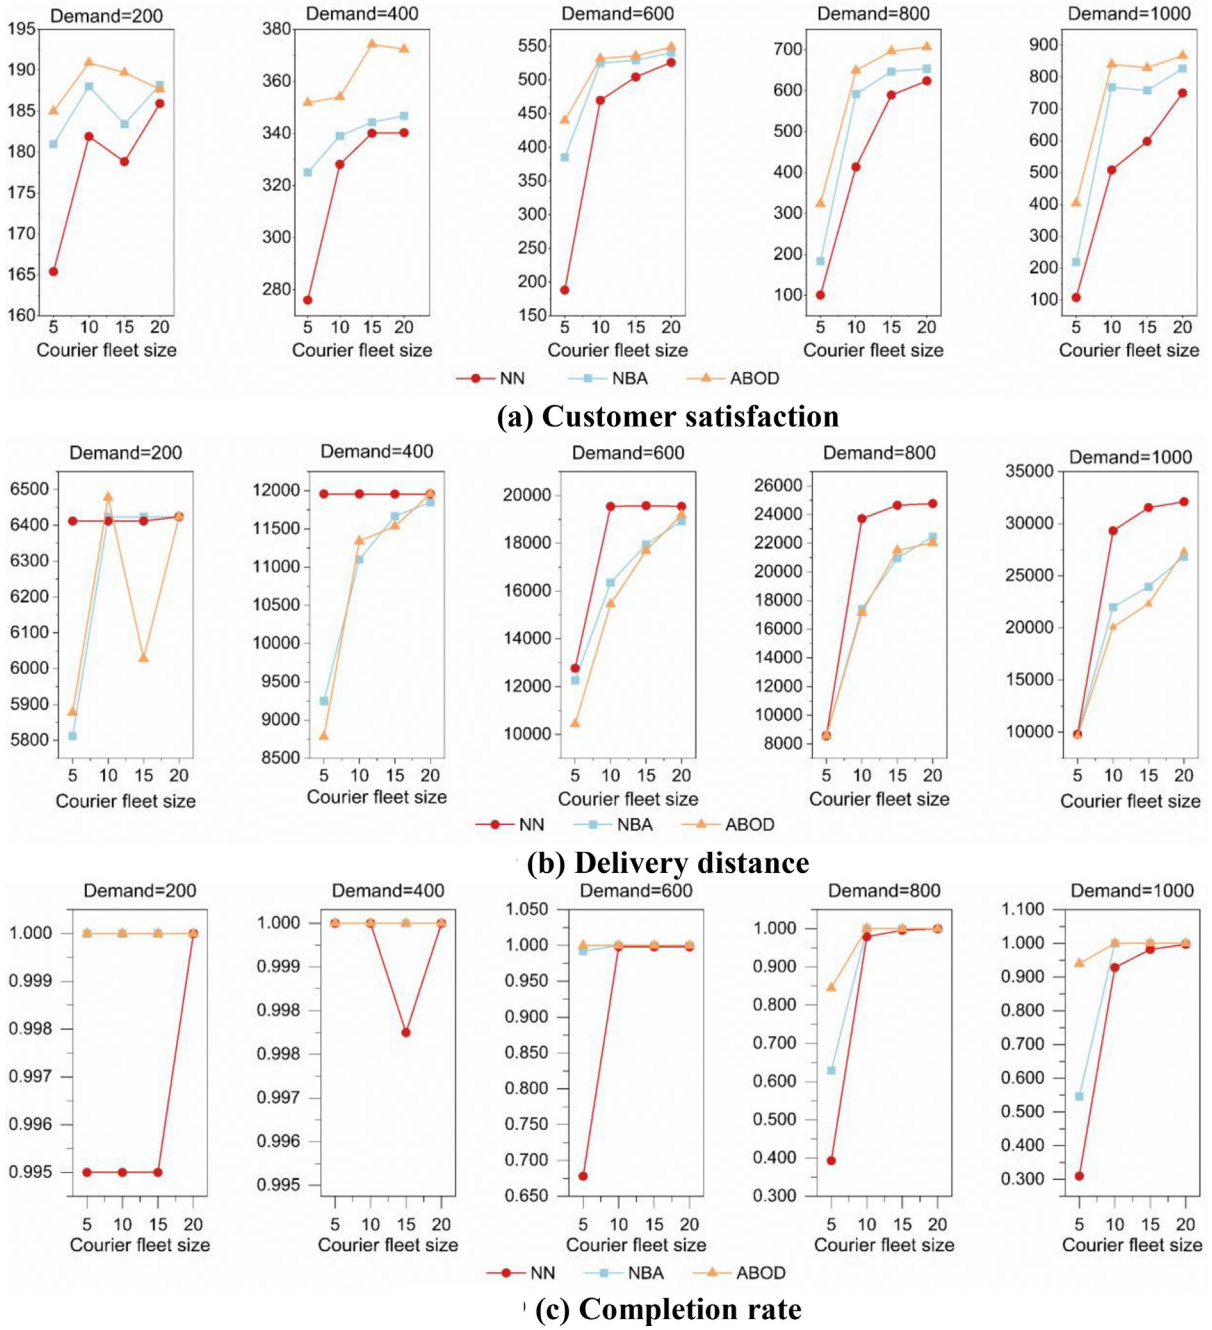 Demand=200 Demand=400 Demand=600 Demand=800 Demand=1000
195 190 185 180 175 170 165 160
380 360 340 320 300 280
550 500 450 400 350 300 250 200 150
700 600 500 400 300 200 100
900 800 700 600 500 400 300 200 100
5 10 15 20 5 10 15 20 5 10 15 20 5 10 15 20 5 10 15 20
Courier fleet size Courier fleet size Courier fleet size Courier fleet size Courier fleet size
NN NBA ABOD
(a) Customer satisfaction
Demand=200 Demand=400 Demand=600 Demand=800 Demand=1000
6500 6400 6300 6200 6100 6000 5900 5800
12000 11500 11000 10500 10000 9500 9000 8500
20000 18000 16000 14000 12000 10000
26000 24000 22000 20000 18000 16000 14000 12000 10000 8000
35000 30000 25000 20000 15000 10000
5 10 15 20 5 10 15 20 5 10 15 20 5 10 15 20 5 10 15 20
Courier fleet size Courier fleet size Courier fleet size Courier fleet size Courier fleet size
NN NBA ABOD
(b) Delivery distance
Demand=200 Demand=400 Demand=600 Demand=800 Demand=1000
1.000 0.999 0.998 0.997 0.996 0.995
1.000 0.999 0.998 0.998 0.997 0.996 0.995
1.050 1.000 0.950 0.900 0.850 0.800 0.750 0.700 0.650
1.000 0.900 0.800 0.700 0.600 0.500 0.400 0.300
1.100 1.000 0.900 0.800 0.700 0.600 0.500 0.400 0.300
5 10 15 20 5 10 15 20 5 10 15 20 5 10 15 20 5 10 15 20
Courier fleet size Courier fleet size Courier fleet size Courier fleet size Courier fleet size
NN NBA ABOD
(c) Completion rate